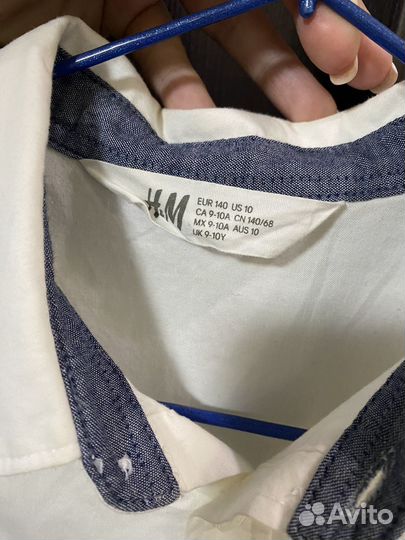 H&M
EUR 140 US 10
CA 9-10A CN 140/68
MX 9-10A AUS 10
UK 9-10Y
Avito